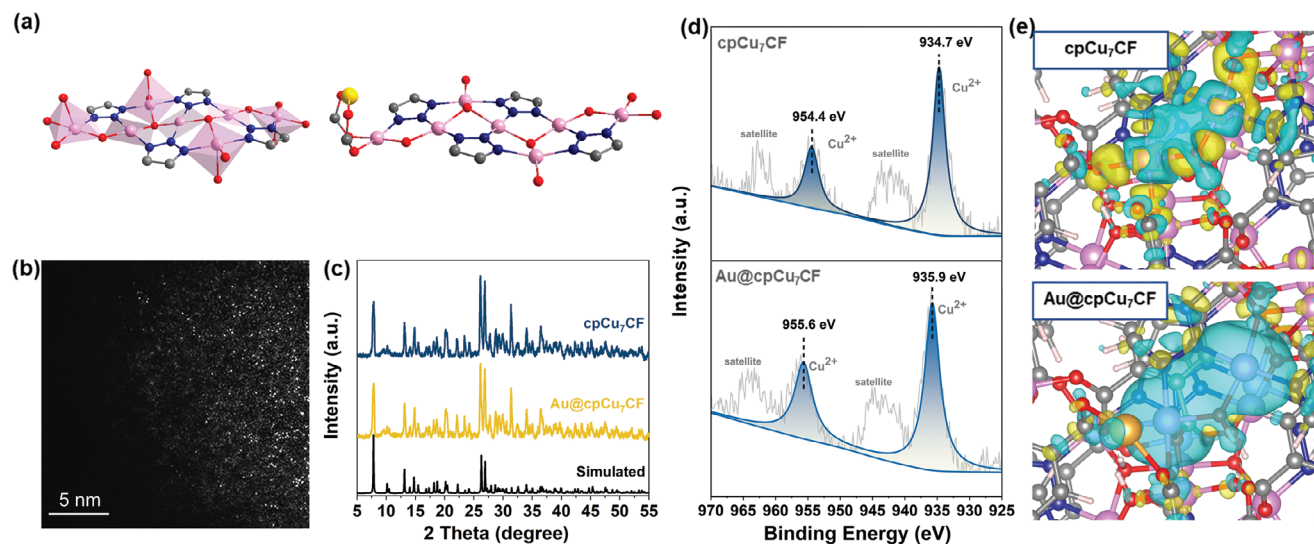 (a)
(b)
5 nm
(c)
Intensity (a.u.)
cpCu₇CF
Au@cpCu₇CF
Simulated
5 10 15 20 25 30 35 40 45 50 55
2 Theta (degree)
(d)
Intensity (a.u.)
cpCu₇CF
934.7 eV
Cu²⁺
954.4 eV
Cu²⁺
satellite
satellite
Au@cpCu₇CF
935.9 eV
Cu²⁺
955.6 eV
Cu²⁺
satellite
satellite
970 965 960 955 950 945 940 935 930 925
Binding Energy (eV)
(e)
cpCu₇CF
Au@cpCu₇CF